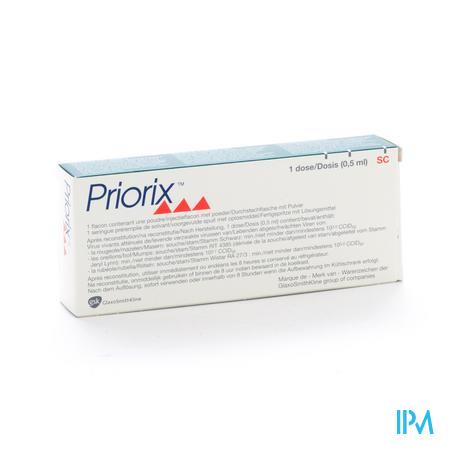 1 dose/Dosis (0,5 ml)
SC
Priorix™
1 flacon contenant une poudre/injectieflacon met poeder/Durchstechflasche mit Pulver
1 seringue préremplie de solvant/voorgevulde spuit met oplosmiddel/Fertigspritze mit Lösungsmittel
Après reconstitution/na reconstitutie/Nach Herstellung, 1 dose/Dosis (0,5 ml) contient/bevat/enthält:
Virus vivants atténués de/levende verzwakte virussen van/Lebenden abgeschwächten Viren von:
- la rougeole/mazelen/Masern: souche/stam/Stamm Schwarz: min./niet minder dan/mindestens CCID50
- les oreillons/bof/Mumps: souche/stam/Stamm RIT 4385 (dérivée de la souche/afgeleid van stam/abgeleitet vom Stamm
Jeryl Lynn): min./niet minder dan/mindestens CCID50
- la rubéole/rubella/Röteln: souche/stam/Stamm Wistar RA 27/3 : min./niet minder dan/mindestens CCID50
Après reconstitution, utiliser immédiatement ou endéans les 8 heures si conservé au réfrigérateur.
Na reconstitutie, onmiddellijk gebruiken of binnen de 8 uur indien bewaard in de koelkast.
Nach dem Auflösung, sofort verwenden oder innerhalb von 8 Stunden wenn die Aufbewahrung im Kühlschrank erfolgt.
Marque de - Merk van - Warenzeichen der
GlaxoSmithKline group of companies
gsk GlaxoSmithKline
PRIORIX
IPM